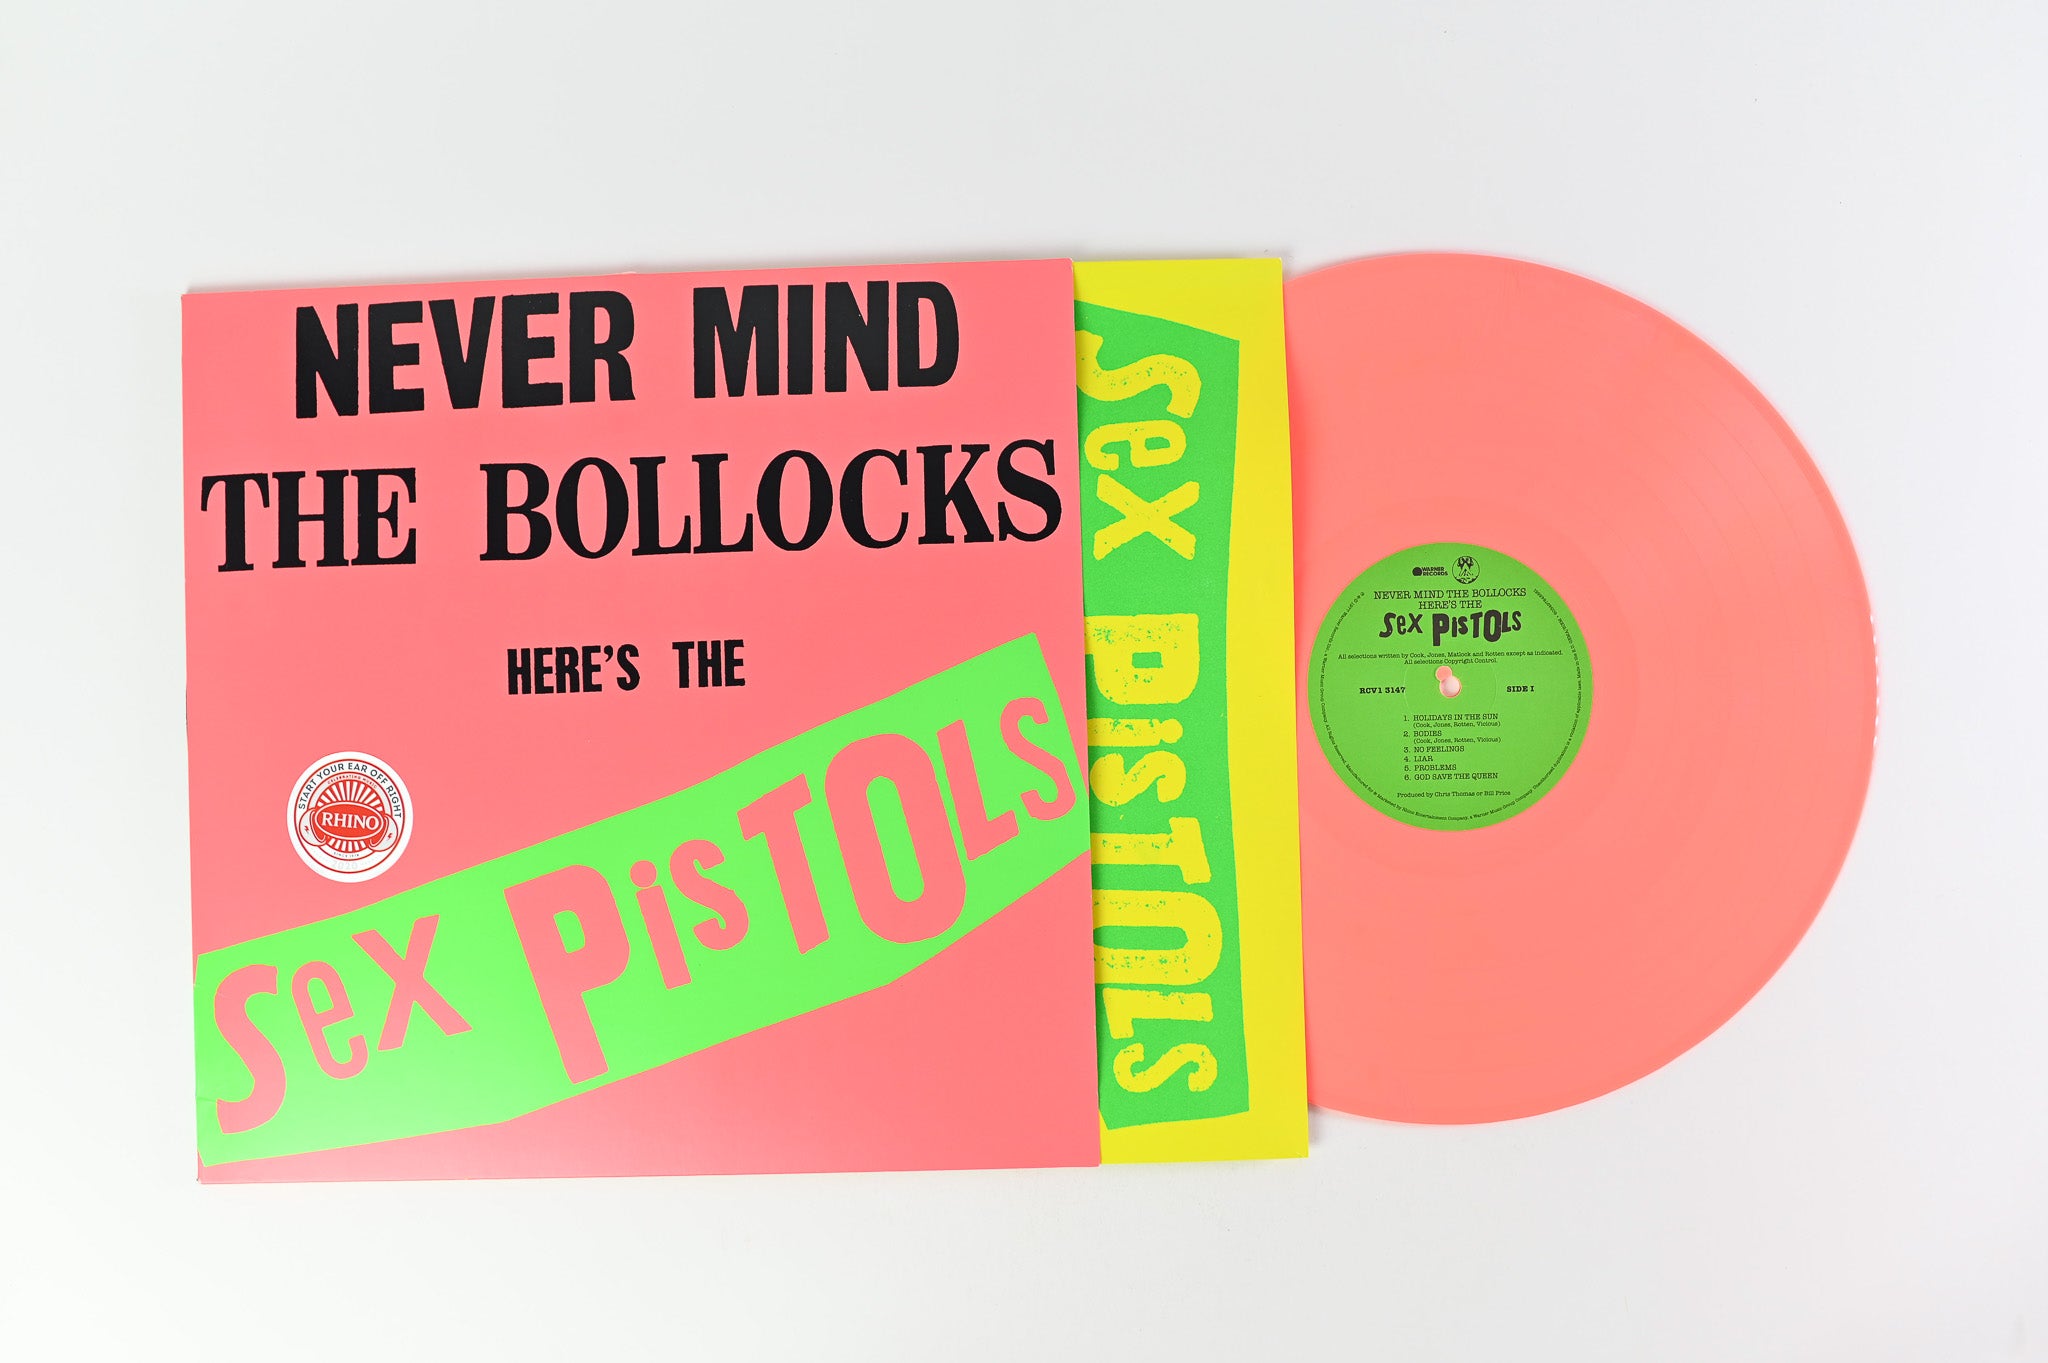 NEVER MIND
THE BOLLOCKS
HERE'S THE
Sex PiSTOLS
START YOUR EAR OFF RIGHT
RHINO
Sex PiSTOLS
WARNER
RECORDS
NEVER MIND THE BOLLOCKS
HERE'S THE
Sex PiSTOLS
All selections written by Cook, Jones, Matlock and Rotten except as indicated.
All selections Copyright Control.
RCV1 3147
SIDE I
1. HOLIDAYS IN THE SUN
(Cook, Jones, Rotten, Vicious)
2. BODIES
(Cook, Jones, Rotten, Vicious)
3. NO FEELINGS
4. LIAR
5. PROBLEMS
6. GOD SAVE THE QUEEN
Produced by Chris Thomas or Bill Price